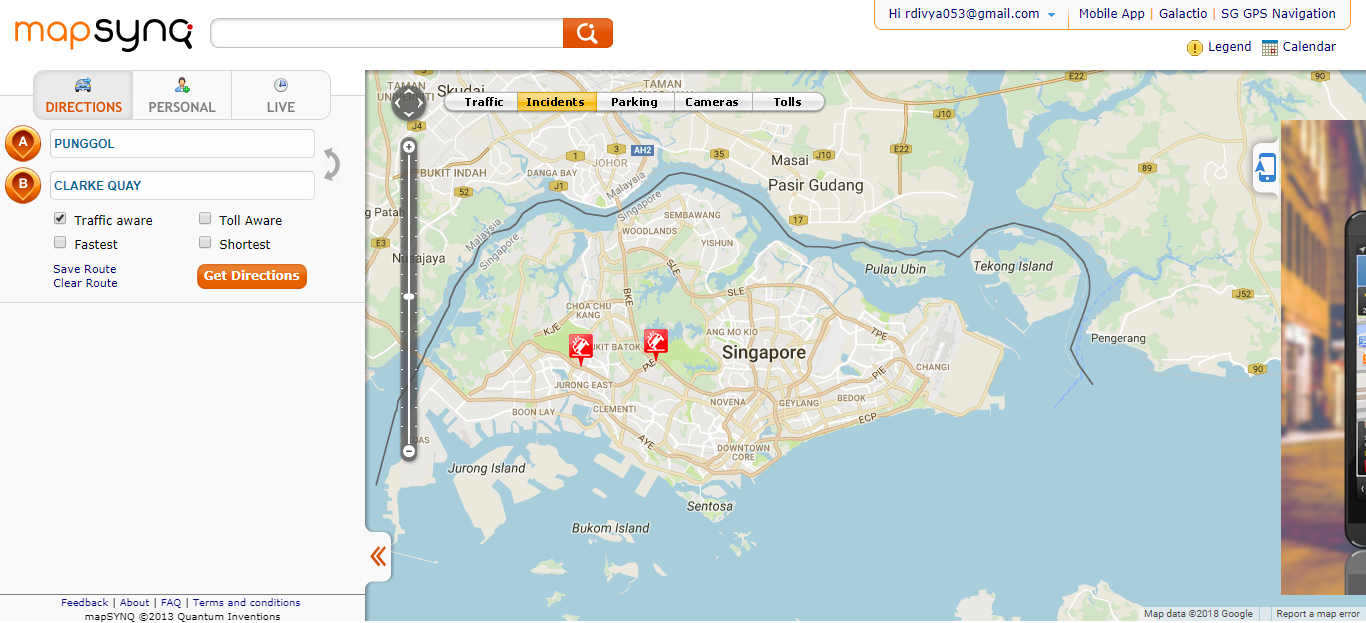 mapsynq
Hi rdivya053@gmail.com
Mobile App | Galactio | SG GPS Navigation
Legend Calendar
DIRECTIONS PERSONAL LIVE
A PUNGGOL
B CLARKE QUAY
Traffic aware Toll Aware
Fastest Shortest
Save Route
Clear Route
Get Directions
Traffic Incidents Parking Cameras Tolls
Skudai
TAMAN
E22
90
J4
J10
1
3
AH2
35
J10
E22
JOHOR
Masai
BUKIT INDAH
DANGA BAY
89
52
J1
Malaysia
Singapore
Pasir Gudang
g Patah
17
SEMBAWANG
WOODLANDS
Malaysia
Singapore
E3
YISHUN
Nusajaya
SLE
Pulau Ubin
Tekong Island
BKE
SLE
J52
CHOA CHU
KANG
KJE
ANG MO KIO
TPE
Pengerang
UKIT BATOK
Singapore
PIE
PIE
CHANGI
90
JURONG EAST
NOVENA
GEYLANG
BEDOK
BOON LAY
CLEMENTI
ECP
AYE
UAS
DOWNTOWN
CORE
Jurong Island
Sentosa
Bukom Island
Feedback | About | FAQ | Terms and conditions
mapSYNQ ©2013 Quantum Inventions
Map data ©2018 Google
Report a map error